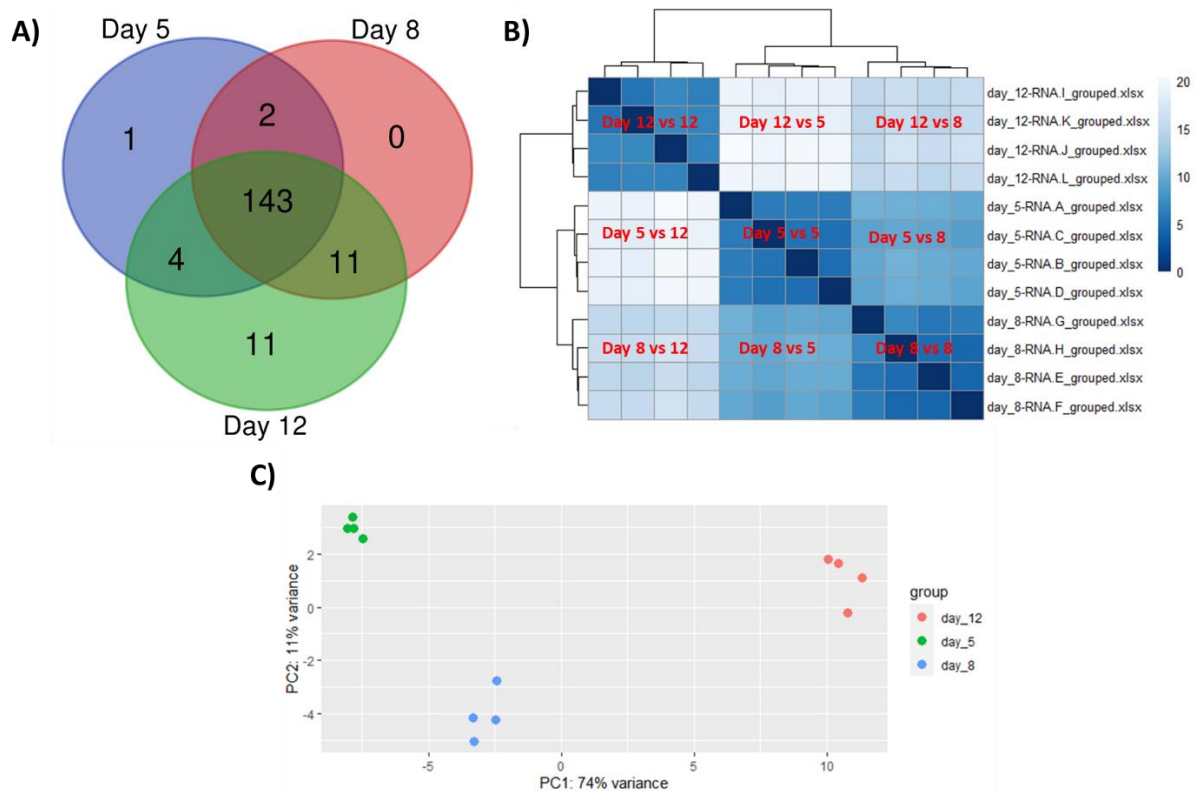 A)
Day 5
Day 8
1
2
0
143
4
11
11
Day 12
B)
Day 12 vs 12
Day 12 vs 5
Day 12 vs 8
Day 5 vs 12
Day 5 vs 5
Day 5 vs 8
Day 8 vs 12
Day 8 vs 5
Day 8 vs 8
day_12-RNA.I_grouped.xlsx
day_12-RNA.K_grouped.xlsx
day_12-RNA.J_grouped.xlsx
day_12-RNA.L_grouped.xlsx
day_5-RNA.A_grouped.xlsx
day_5-RNA.C_grouped.xlsx
day_5-RNA.B_grouped.xlsx
day_5-RNA.D_grouped.xlsx
day_8-RNA.G_grouped.xlsx
day_8-RNA.H_grouped.xlsx
day_8-RNA.E_grouped.xlsx
day_8-RNA.F_grouped.xlsx
20
15
10
5
0
C)
PC2: 11% variance
2
0
-2
-4
-5
0
5
10
PC1: 74% variance
group
day_12
day_5
day_8